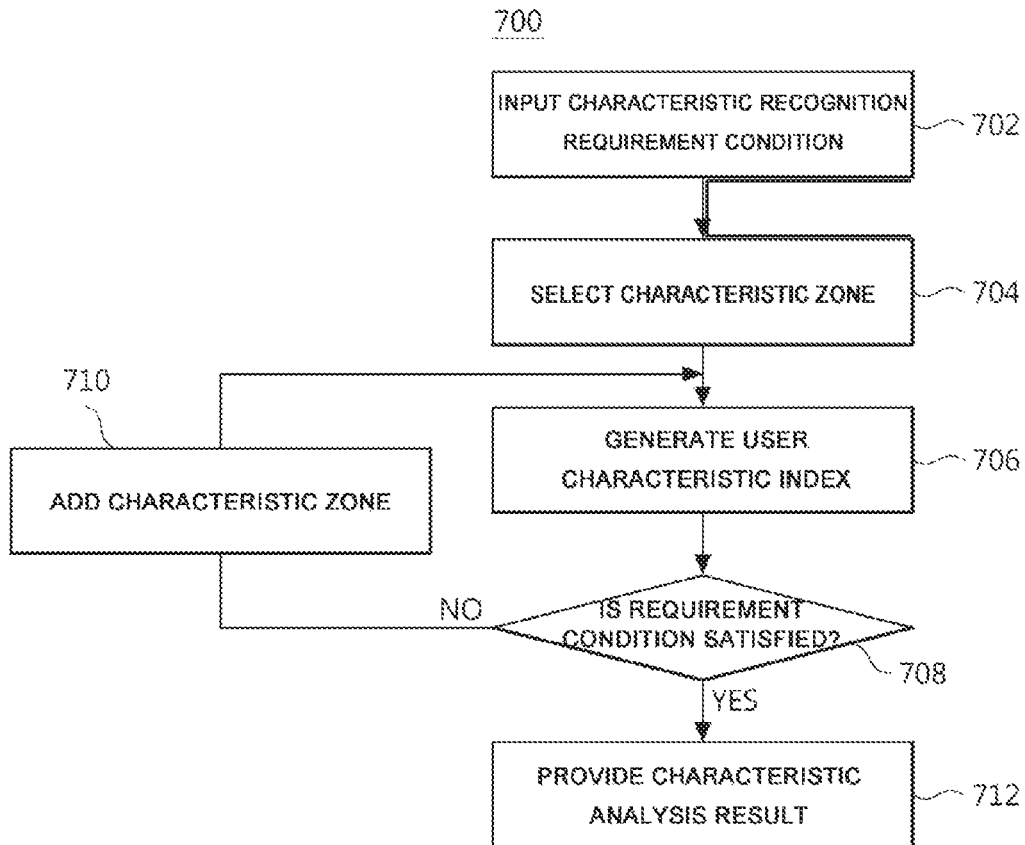 700
INPUT CHARACTERISTIC RECOGNITION
REQUIREMENT CONDITION
702
SELECT CHARACTERISTIC ZONE
704
710
ADD CHARACTERISTIC ZONE
GENERATE USER
CHARACTERISTIC INDEX
706
NO
IS REQUIREMENT
CONDITION SATISFIED?
708
YES
PROVIDE CHARACTERISTIC
ANALYSIS RESULT
712